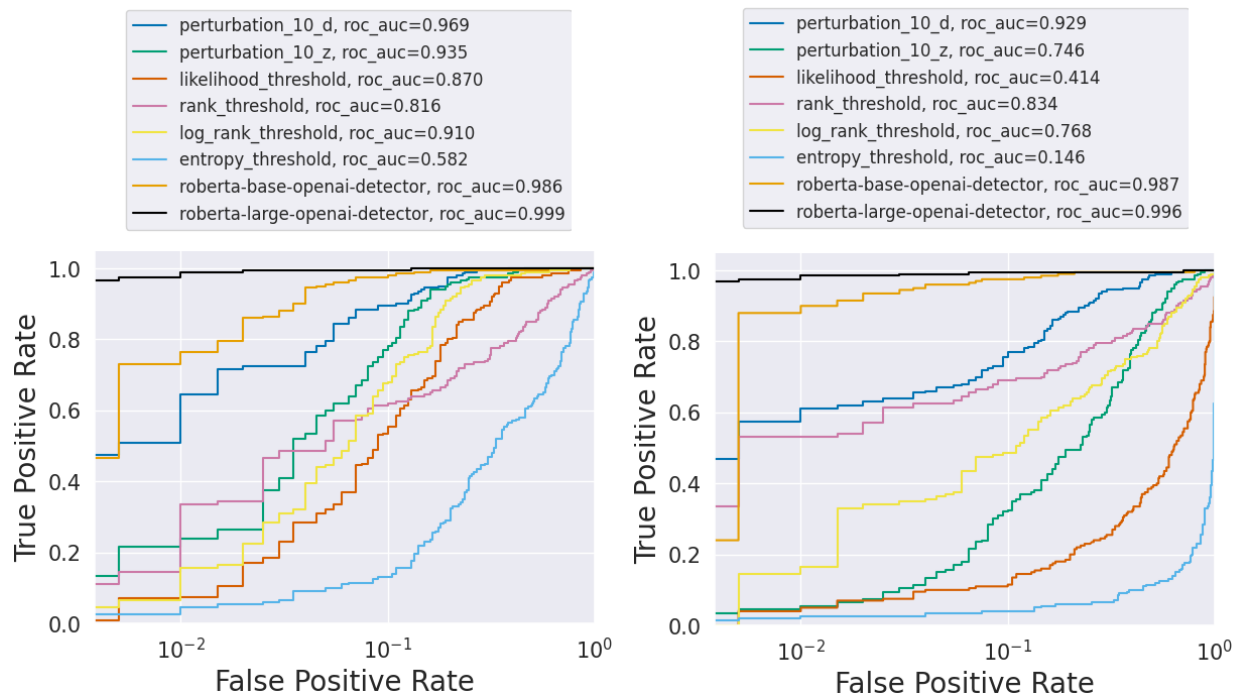 perturbation_10_d, roc_auc=0.969
perturbation_10_z, roc_auc=0.935
likelihood_threshold, roc_auc=0.870
rank_threshold, roc_auc=0.816
log_rank_threshold, roc_auc=0.910
entropy_threshold, roc_auc=0.582
roberta-base-openai-detector, roc_auc=0.986
roberta-large-openai-detector, roc_auc=0.999
1.0
0.8
0.6
0.4
0.2
0.0
True Positive Rate
10⁻²
10⁻¹
10⁰
False Positive Rate
perturbation_10_d, roc_auc=0.929
perturbation_10_z, roc_auc=0.746
likelihood_threshold, roc_auc=0.414
rank_threshold, roc_auc=0.834
log_rank_threshold, roc_auc=0.768
entropy_threshold, roc_auc=0.146
roberta-base-openai-detector, roc_auc=0.987
roberta-large-openai-detector, roc_auc=0.996
1.0
0.8
0.6
0.4
0.2
0.0
True Positive Rate
10⁻²
10⁻¹
10⁰
False Positive Rate